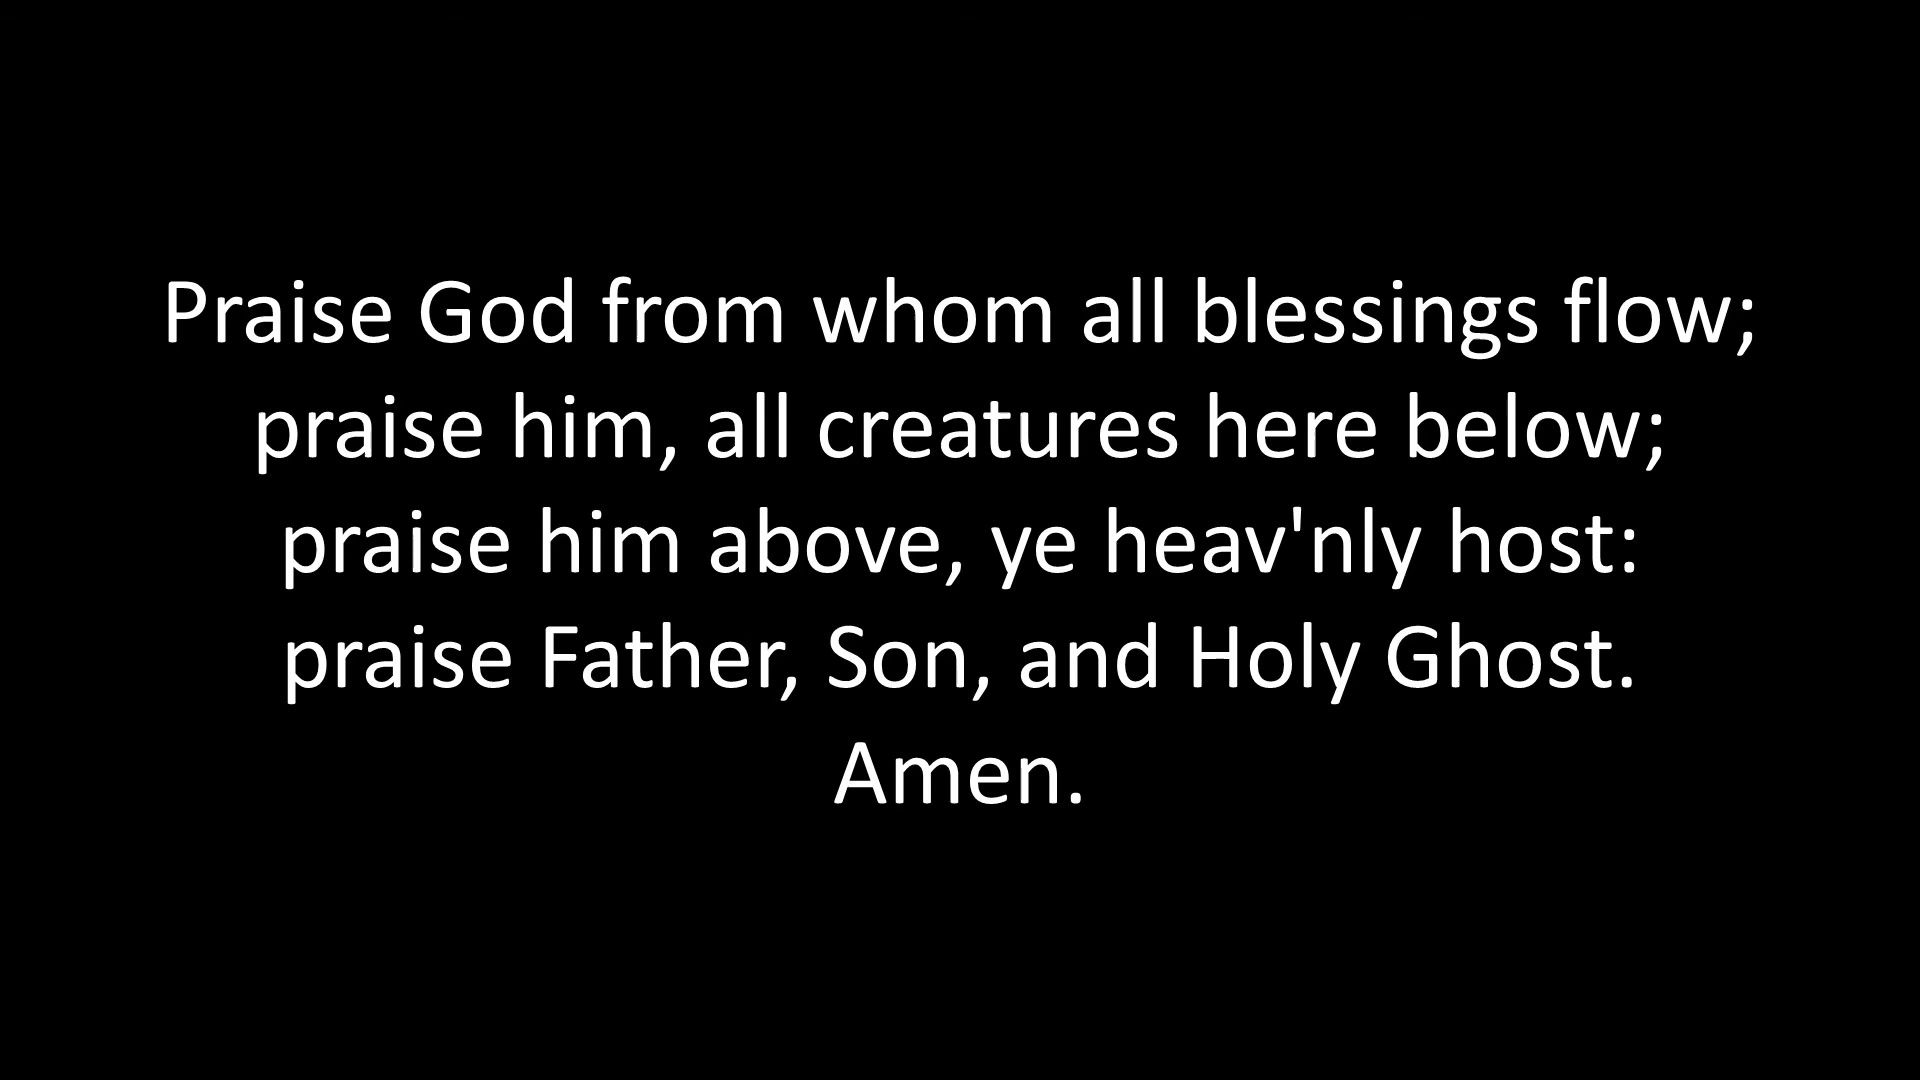 Praise God from whom all blessings flow;
praise him, all creatures here below;
praise him above, ye heav'nly host:
praise Father, Son, and Holy Ghost.
Amen.